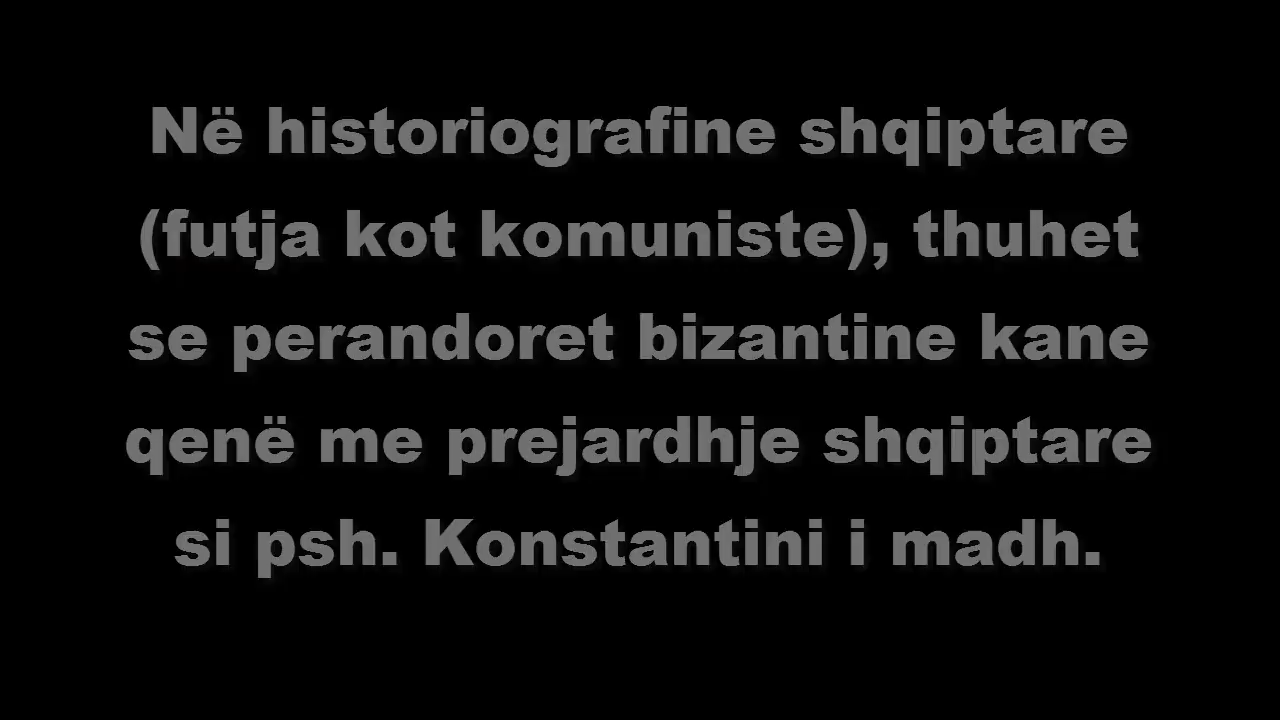 Në historiografine shqiptare
(futja kot komuniste), thuhet
se perandoret bizantine kane
qenë me prejardhje shqiptare
si psh. Konstantini i madh.